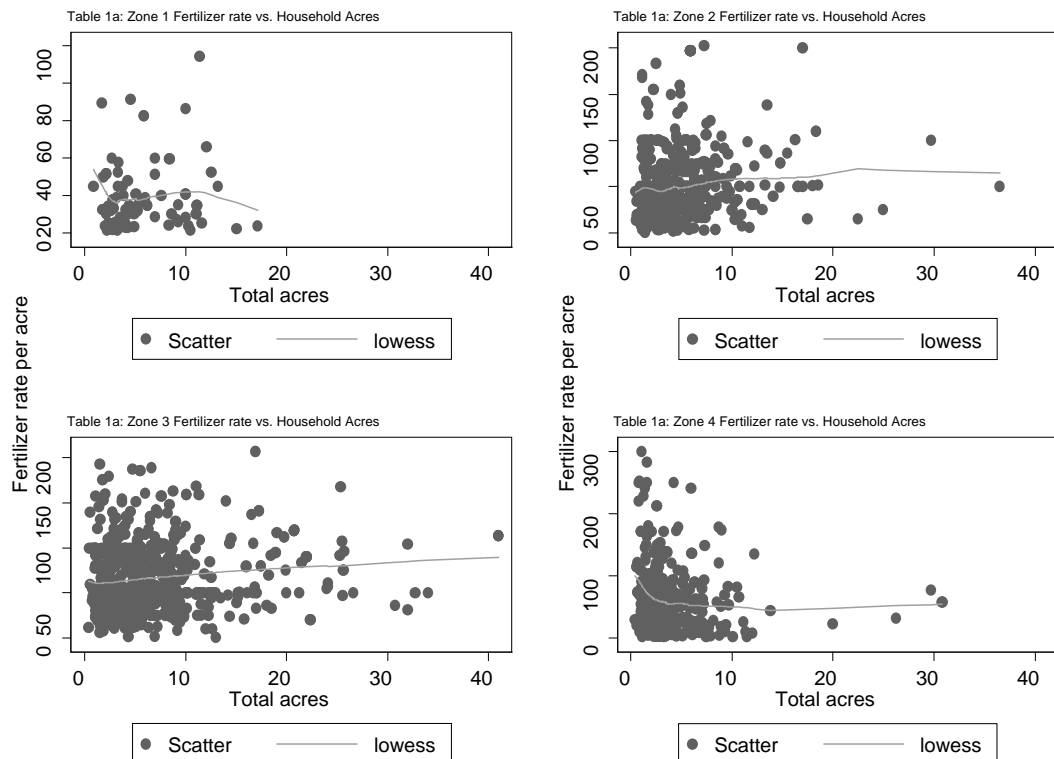 Table 1a: Zone 1 Fertilizer rate vs. Household Acres
100
80
60
40
20
0
0 10 20 30 40
Total acres
Scatter lowess
Table 1a: Zone 2 Fertilizer rate vs. Household Acres
200
150
100
50
0
0 10 20 30 40
Total acres
Scatter lowess
Fertilizer rate per acre
Fertilizer rate per acre
Table 1a: Zone 3 Fertilizer rate vs. Household Acres
200
150
100
50
0
0 10 20 30 40
Total acres
Scatter lowess
Table 1a: Zone 4 Fertilizer rate vs. Household Acres
300
200
100
0
0 10 20 30 40
Total acres
Scatter lowess